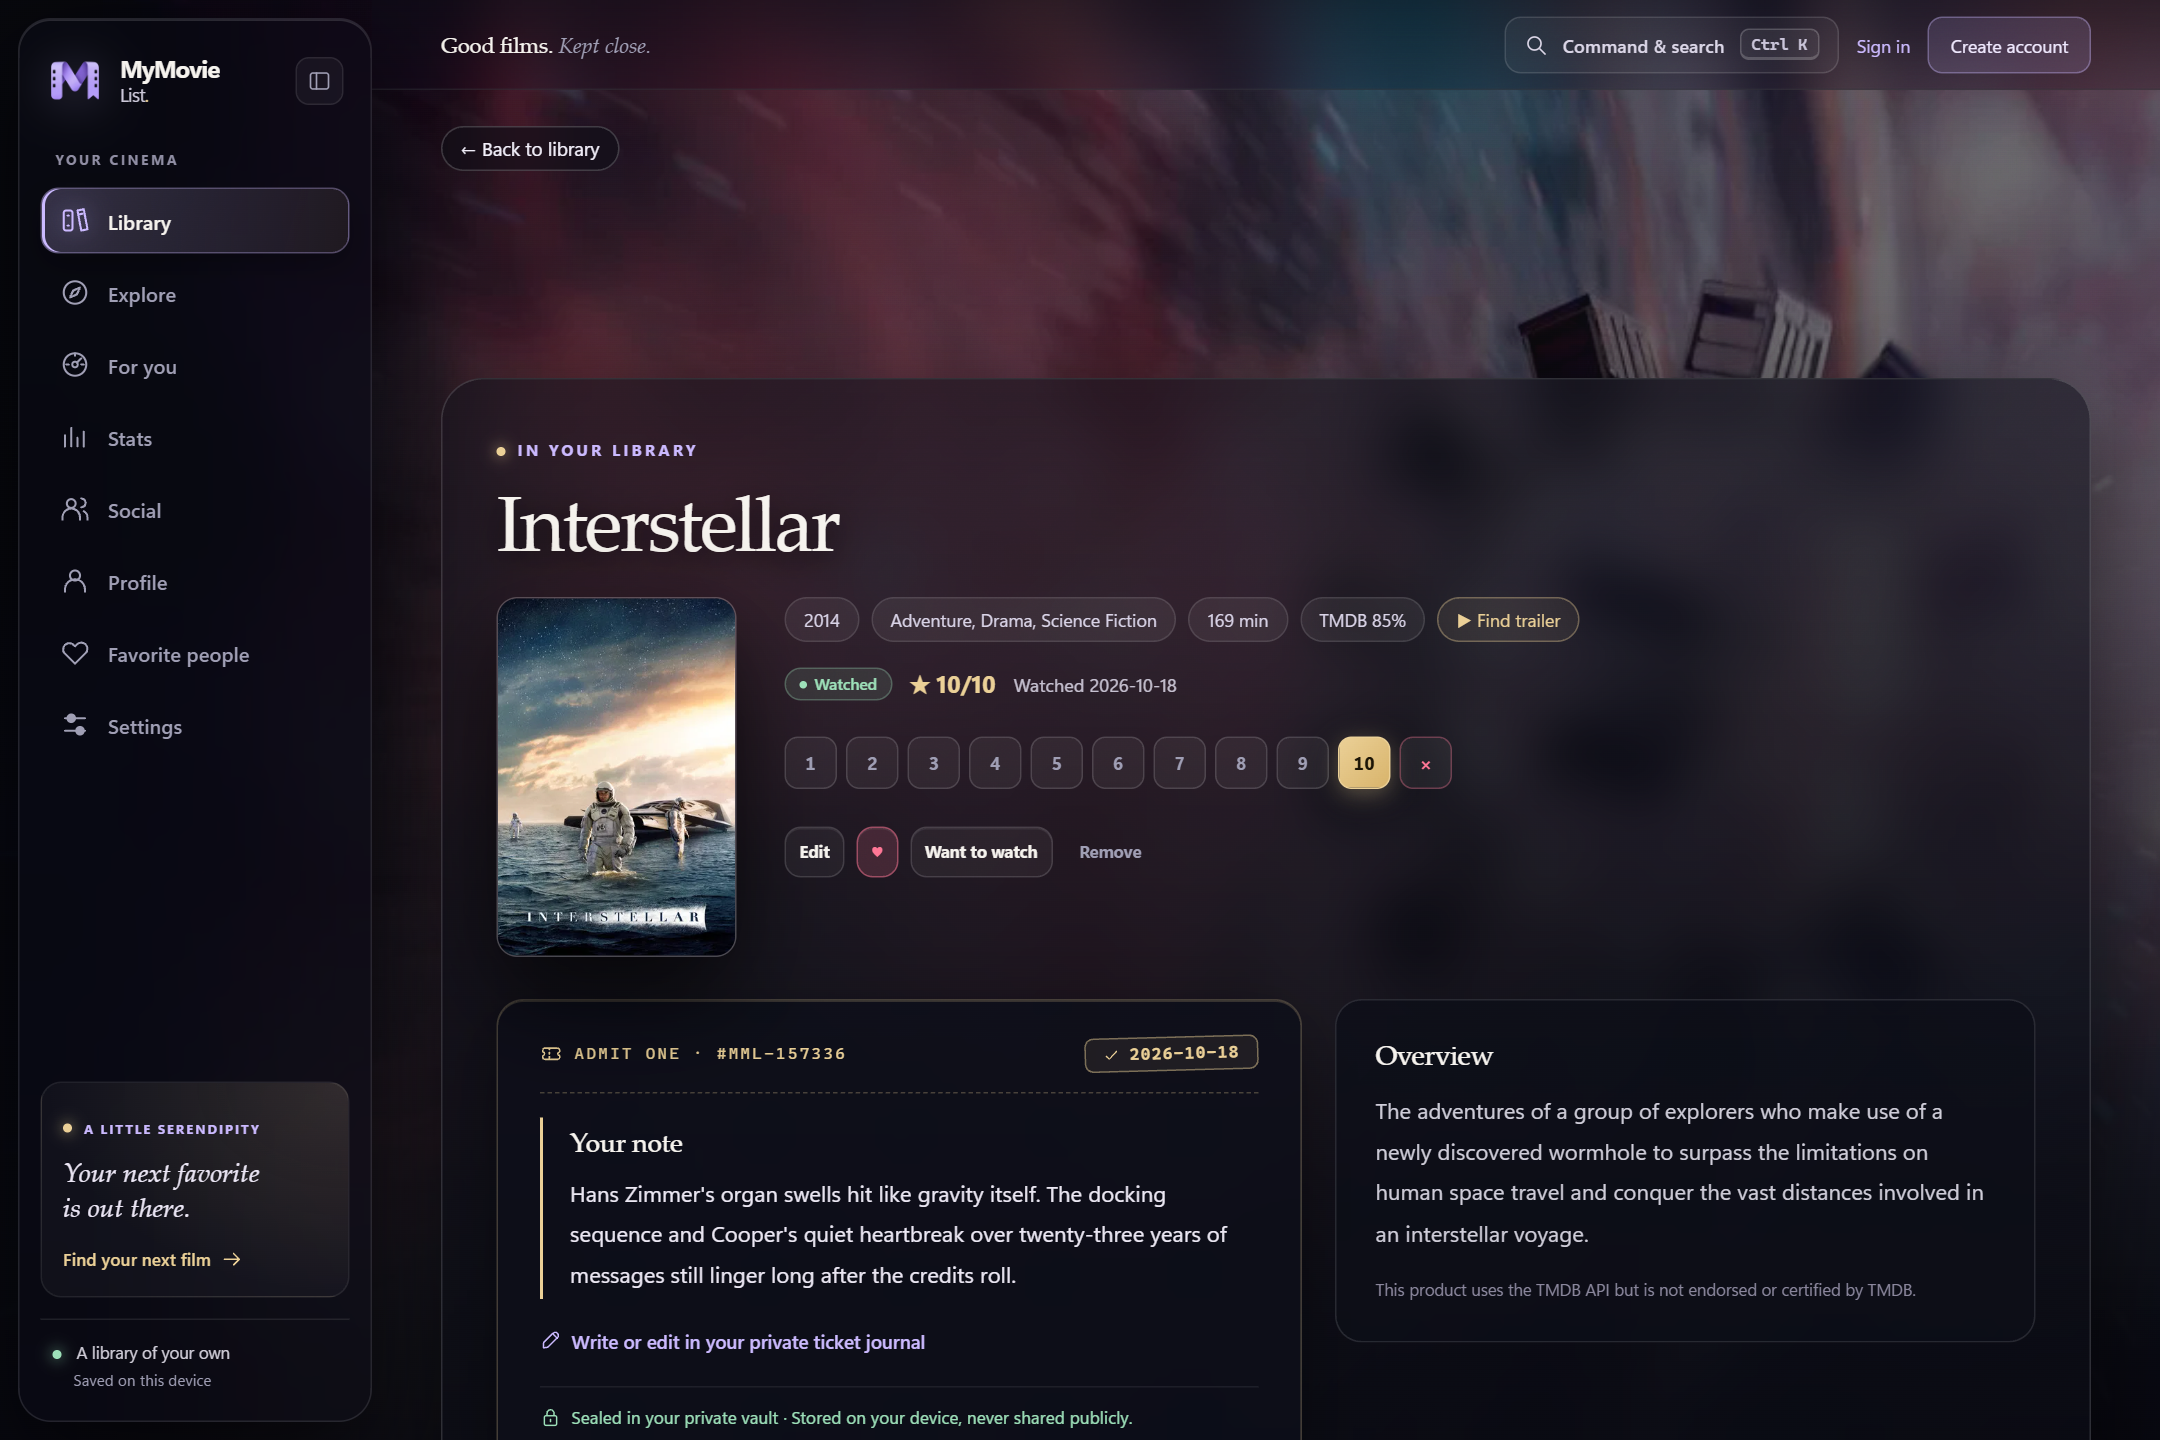 MyMovie
List.
YOUR CINEMA
Library
Explore
For you
Stats
Social
Profile
Favorite people
Settings
A LITTLE SERENDIPITY
Your next favorite
is out there.
Find your next film →
A library of your own
Saved on this device
Good films. Kept close.
Command & search Ctrl K
Sign in
Create account
← Back to library
IN YOUR LIBRARY
Interstellar
INTERSTELLAR
2014
Adventure, Drama, Science Fiction
169 min
TMDB 85%
▶ Find trailer
Watched
★ 10/10
Watched 2026-10-18
1 2 3 4 5 6 7 8 9 10 ×
Edit
♥
Want to watch
Remove
ADMIT ONE · #MML-157336
✓ 2026-10-18
Your note
Hans Zimmer's organ swells hit like gravity itself. The docking
sequence and Cooper's quiet heartbreak over twenty-three years of
messages still linger long after the credits roll.
Write or edit in your private ticket journal
Sealed in your private vault · Stored on your device, never shared publicly.
Overview
The adventures of a group of explorers who make use of a
newly discovered wormhole to surpass the limitations on
human space travel and conquer the vast distances involved in
an interstellar voyage.
This product uses the TMDB API but is not endorsed or certified by TMDB.